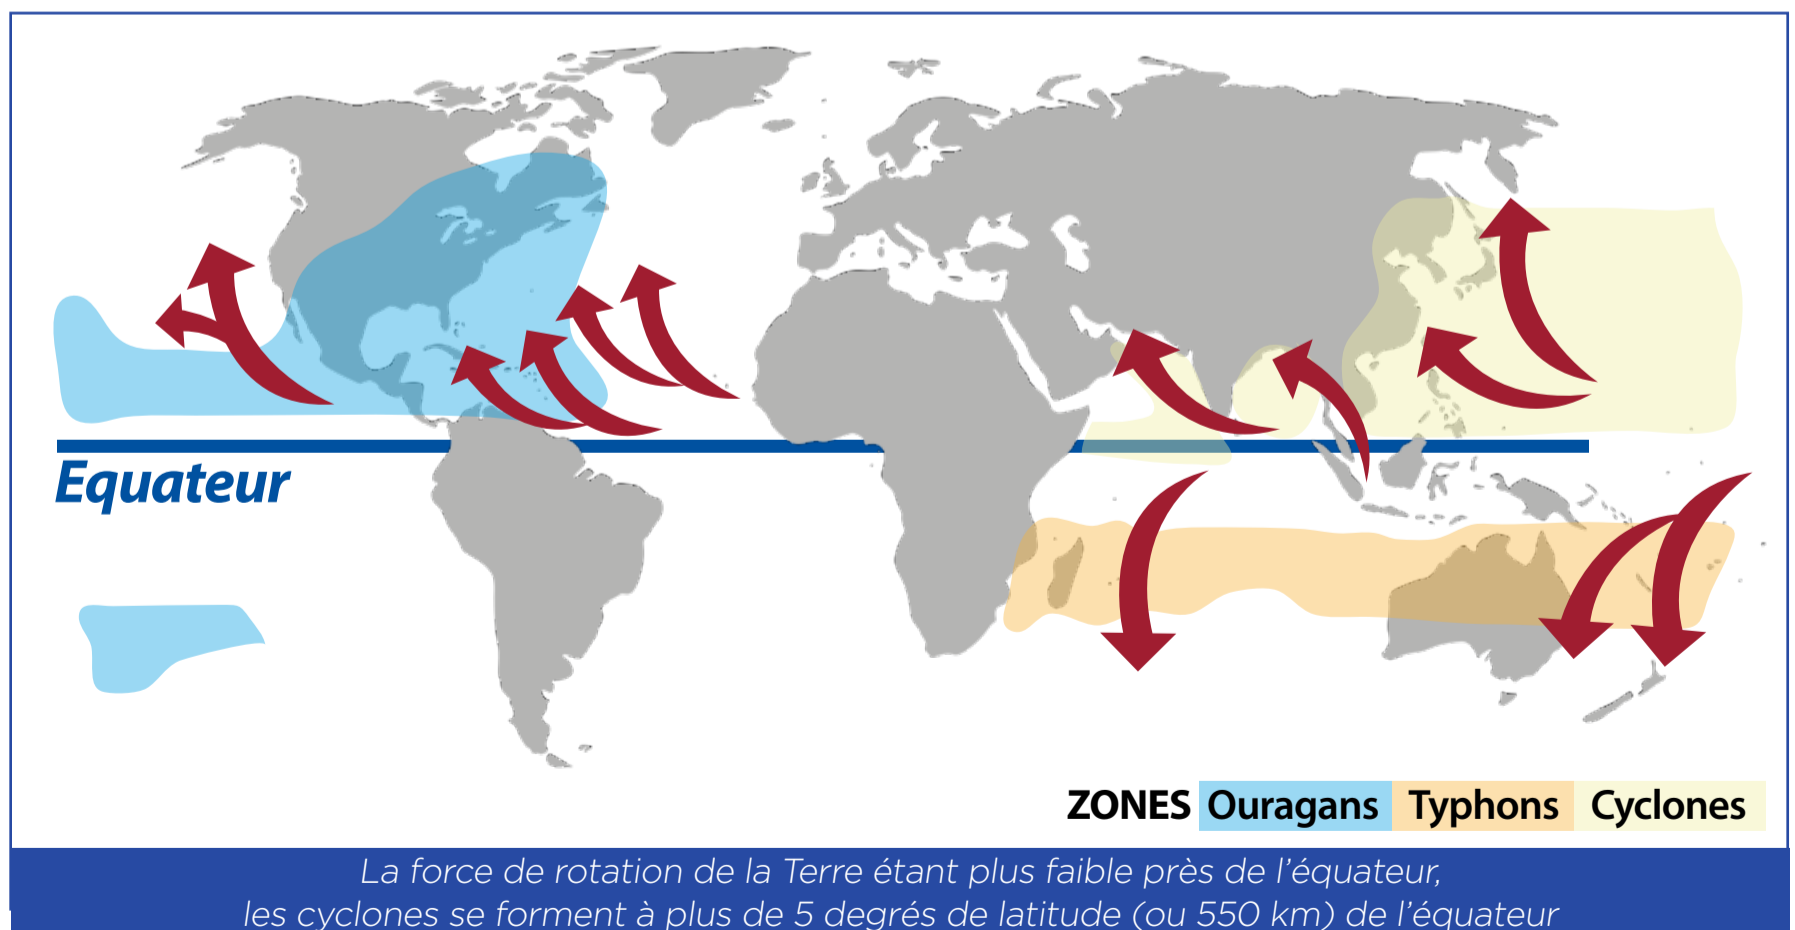 Equateur
ZONES Ouragans Typhons Cyclones
La force de rotation de la Terre étant plus faible près de l’équateur,
les cyclones se forment à plus de 5 degrés de latitude (ou 550 km) de l’équateur